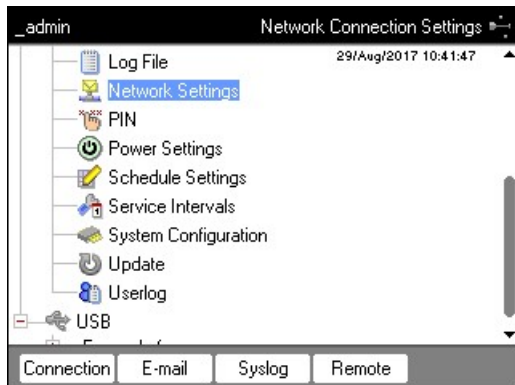 _admin Network Connection Settings
29/Aug/2017 10:41:47
Log File
Network Settings
PIN
Power Settings
Schedule Settings
Service Intervals
System Configuration
Update
Userlog
USB
Connection E-mail Syslog Remote